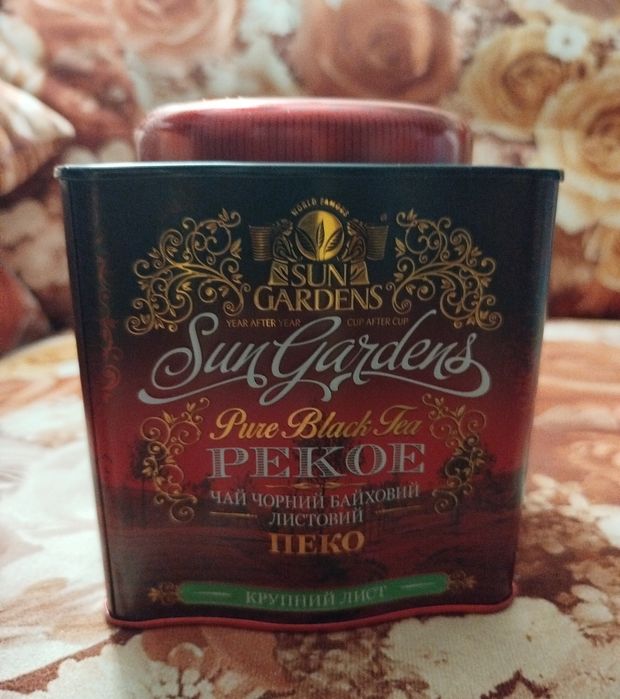 WORLD FAMOUS
®
SUN
GARDENS
YEAR AFTER YEAR CUP AFTER CUP
Sun Gardens
Pure Black Tea
PEKOE
ЧАЙ ЧОРНИЙ БАЙХОВИЙ
ЛИСТОВИЙ
ПЕКО
КРУПНИЙ ЛИСТ